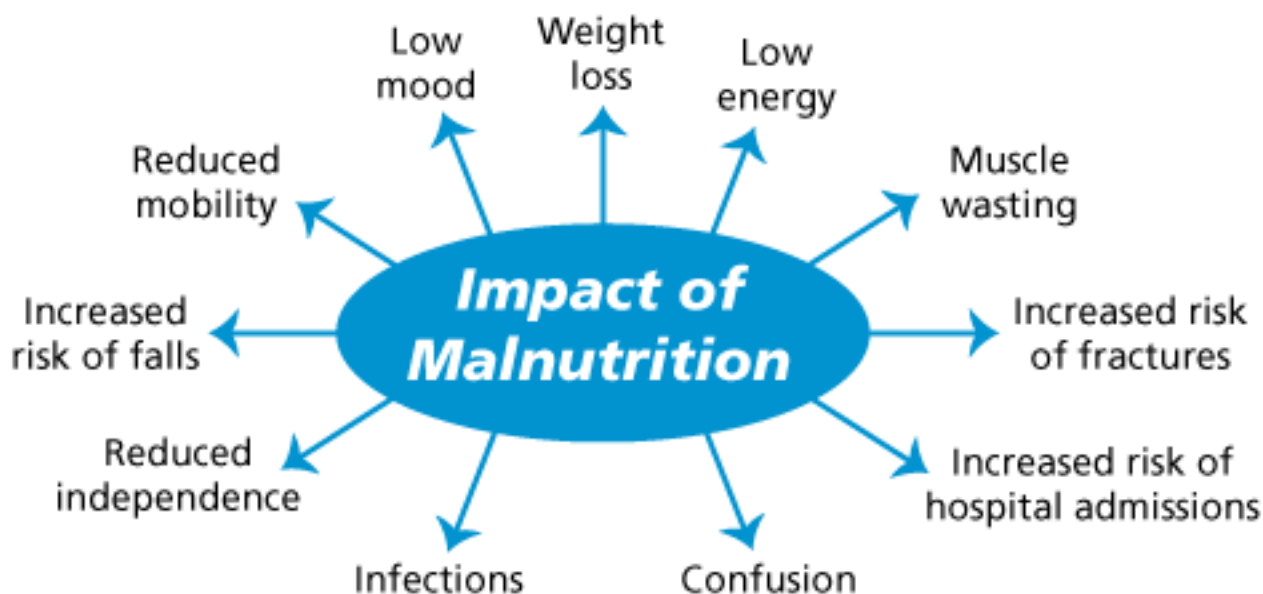 Low
mood
Weight
loss
Low
energy
Reduced
mobility
Muscle
wasting
Increased
risk of falls
Impact of
Malnutrition
Increased risk
of fractures
Reduced
independence
Increased risk of
hospital admissions
Infections
Confusion